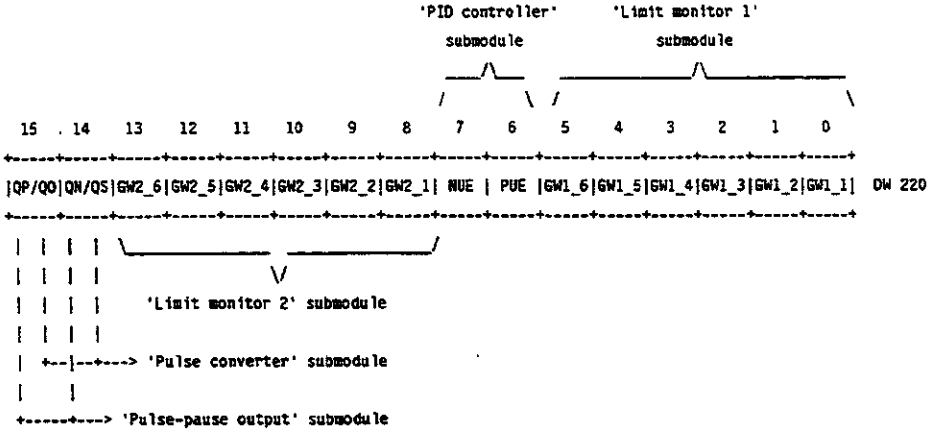 'PID controller' 'Limit monitor 1'
submodule submodule
15 . 14 13 12 11 10 9 8 7 6 5 4 3 2 1 0
|QP/QO|QN/QS|GW2_6|GW2_5|GW2_4|GW2_3|GW2_2|GW2_1| NUE | PUE |GW1_6|GW1_5|GW1_4|GW1_3|GW1_2|GW1_1| DW 220
'Limit monitor 2' submodule
'Pulse converter' submodule
'Pulse-pause output' submodule